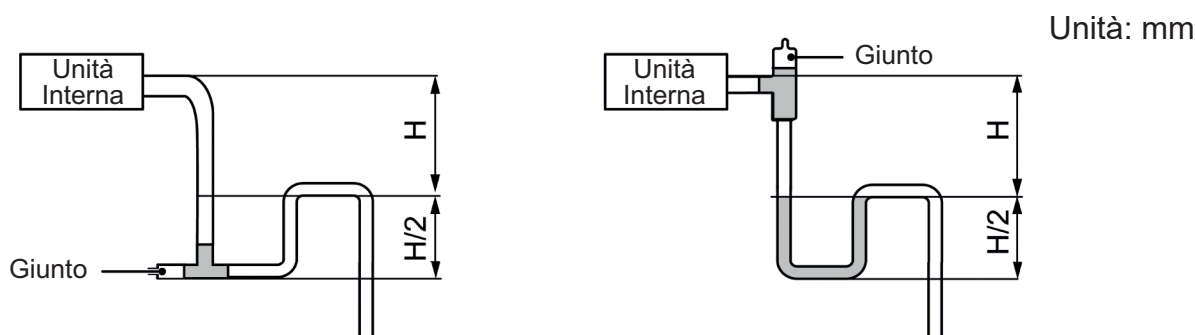 Unità: mm
Unità
Interna
H
H/2
Giunto
Giunto
Unità
Interna
H
H/2